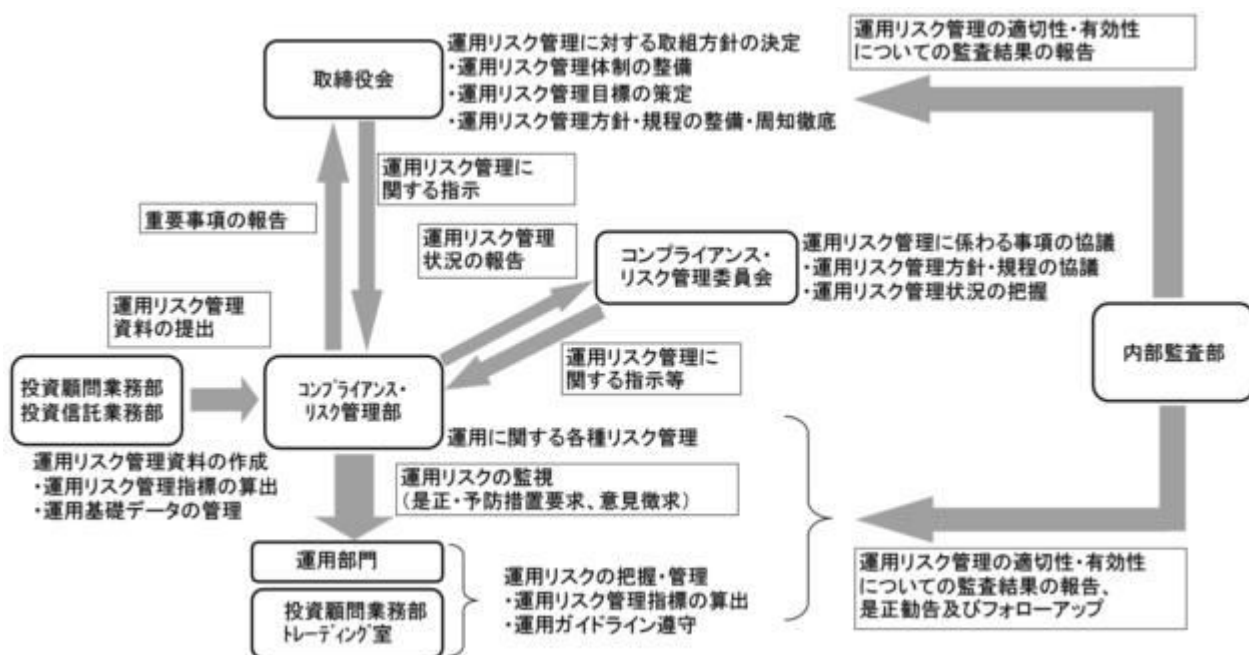 取締役会
運用リスク管理に対する取組方針の決定
・運用リスク管理体制の整備
・運用リスク管理目標の策定
・運用リスク管理方針・規程の整備・周知徹底
運用リスク管理の適切性・有効性
についての監査結果の報告
運用リスク管理に
関する指示
重要事項の報告
運用リスク管理
状況の報告
コンプライアンス・
リスク管理委員会
運用リスク管理に係わる事項の協議
・運用リスク管理方針・規程の協議
・運用リスク管理状況の把握
運用リスク管理
資料の提出
内部監査部
運用リスク管理に
関する指示等
投資顧問業務部
投資信託業務部
コンプライアンス・
リスク管理部
運用に関する各種リスク管理
運用リスク管理資料の作成
・運用リスク管理指標の算出
・運用基礎データの管理
運用リスクの監視
(是正・予防措置要求、意見徴求)
運用部門
投資顧問業務部
トレーディング室
運用リスクの把握・管理
・運用リスク管理指標の算出
・運用ガイドライン遵守
運用リスク管理の適切性・有効性
についての監査結果の報告、
是正勧告及びフォローアップ